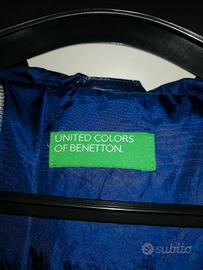 UNITED COLORS
OF BENETTON.
subito